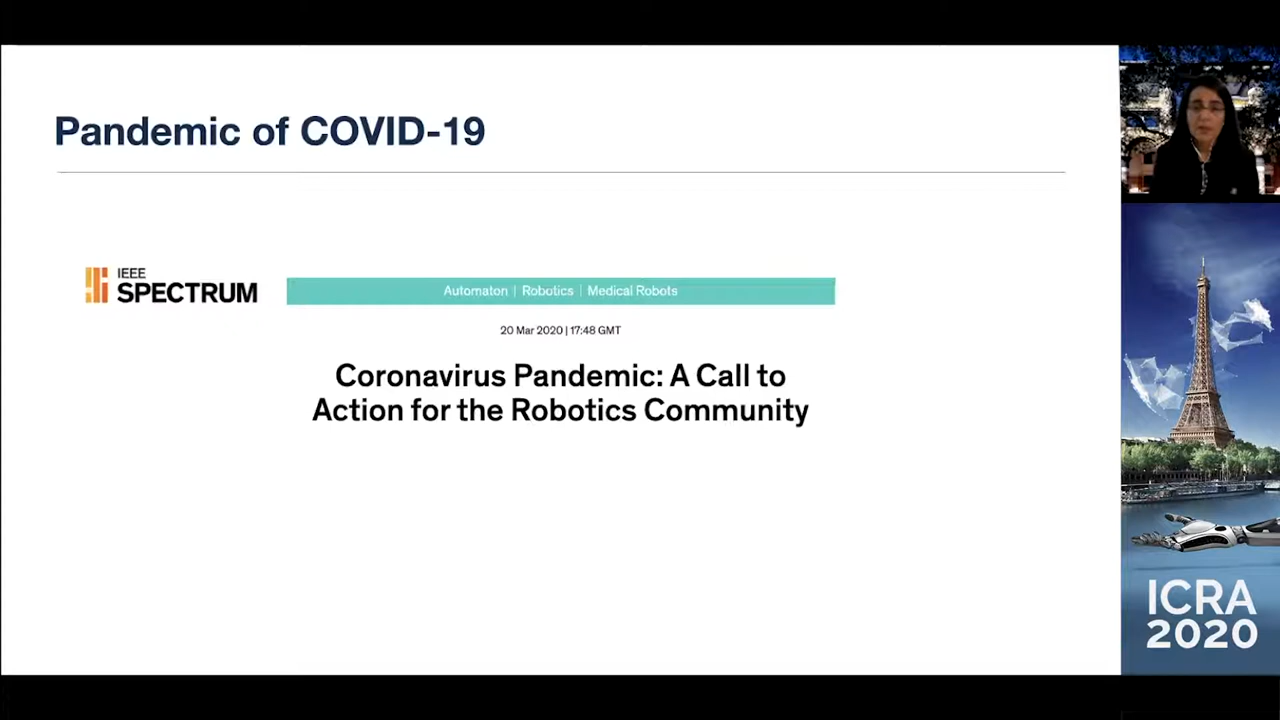 Pandemic of COVID-19
IEEE
SPECTRUM
Automaton | Robotics | Medical Robots
20 Mar 2020 | 17:48 GMT
Coronavirus Pandemic: A Call to
Action for the Robotics Community
ICRA
2020